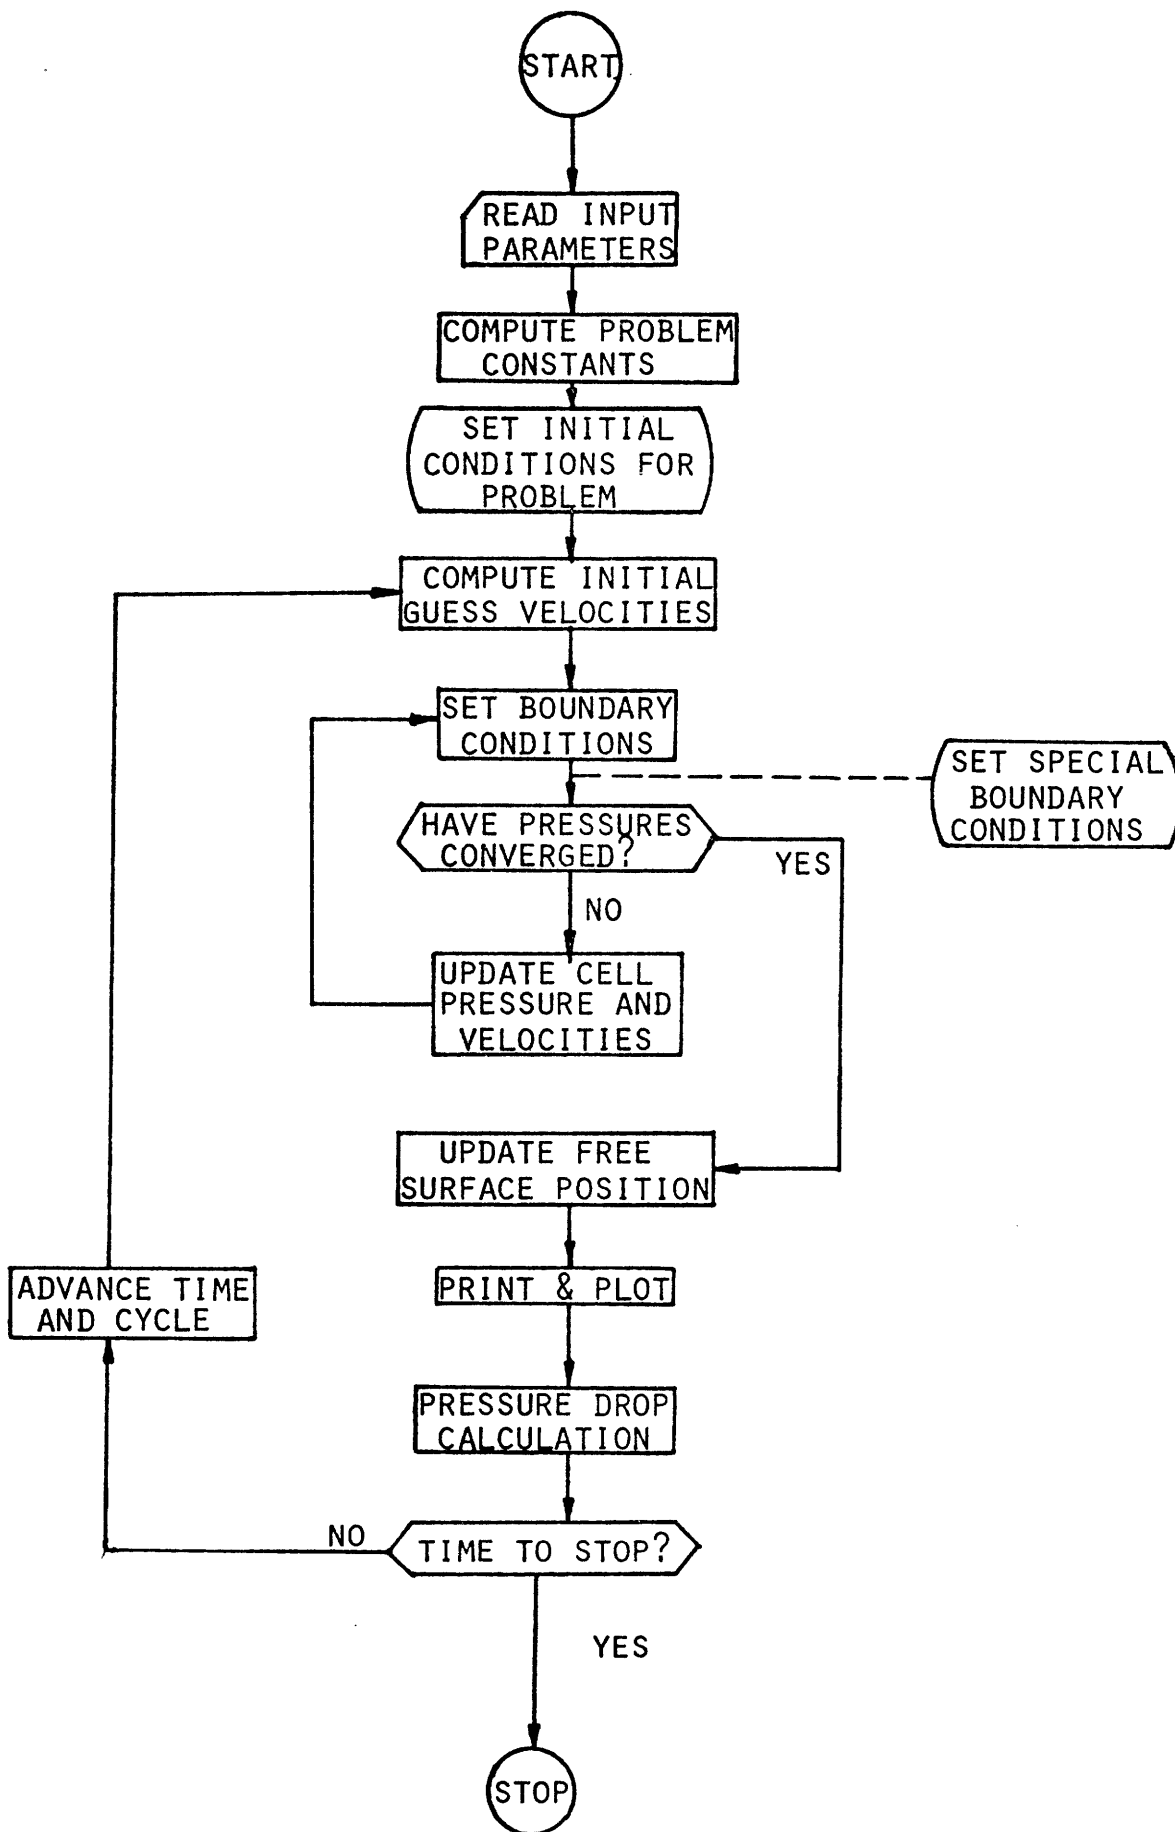 START
READ INPUT
PARAMETERS
COMPUTE PROBLEM
CONSTANTS
SET INITIAL
CONDITIONS FOR
PROBLEM
COMPUTE INITIAL
GUESS VELOCITIES
SET BOUNDARY
CONDITIONS
SET SPECIAL
BOUNDARY
CONDITIONS
HAVE PRESSURES
CONVERGED?
YES
NO
UPDATE CELL
PRESSURE AND
VELOCITIES
UPDATE FREE
SURFACE POSITION
PRINT & PLOT
ADVANCE TIME
AND CYCLE
PRESSURE DROP
CALCULATION
NO
TIME TO STOP?
YES
STOP